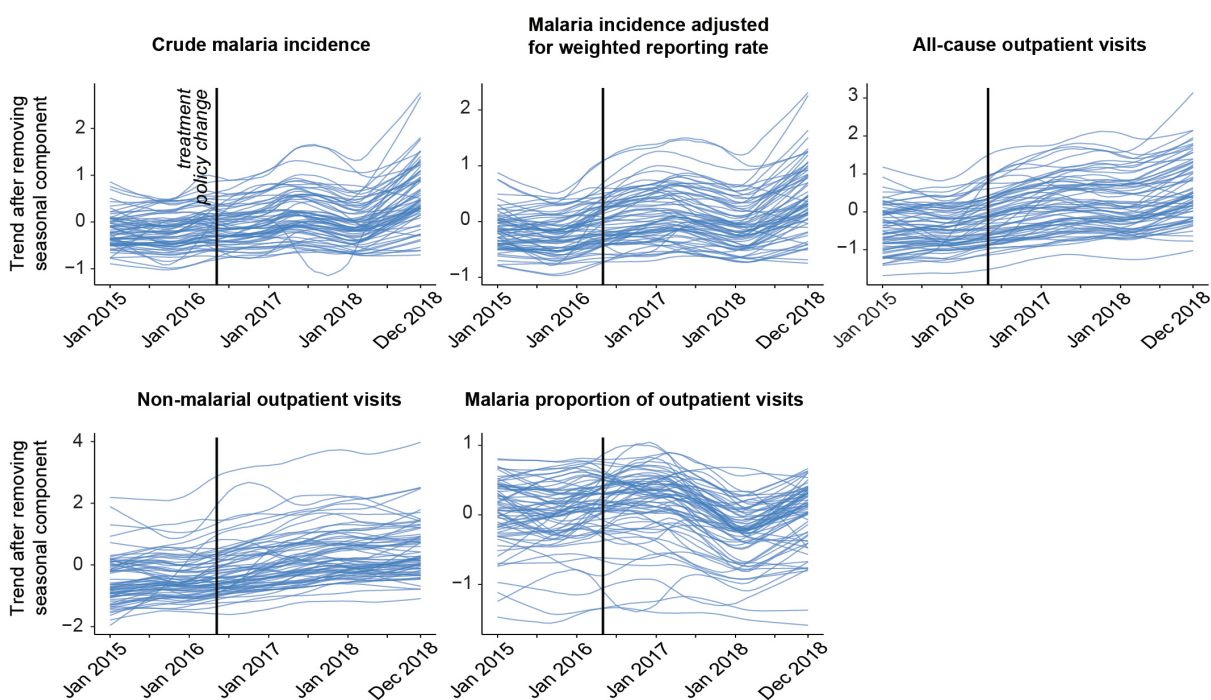 Crude malaria incidence
Malaria incidence adjusted
for weighted reporting rate
All-cause outpatient visits
Trend after removing
seasonal component
treatment
policy change
2
1
0
−1
Jan 2015
Jan 2016
Jan 2017
Jan 2018
Dec 2018
2
1
0
−1
Jan 2015
Jan 2016
Jan 2017
Jan 2018
Dec 2018
3
2
1
0
−1
Jan 2015
Jan 2016
Jan 2017
Jan 2018
Dec 2018
Non-malarial outpatient visits
Malaria proportion of outpatient visits
Trend after removing
seasonal component
4
2
0
−2
Jan 2015
Jan 2016
Jan 2017
Jan 2018
Dec 2018
1
0
−1
Jan 2015
Jan 2016
Jan 2017
Jan 2018
Dec 2018